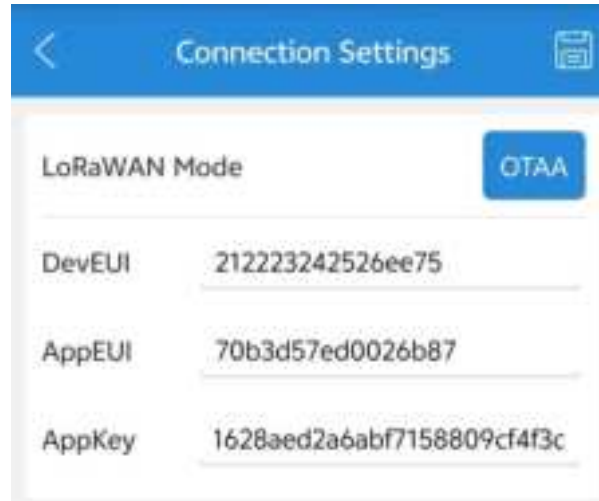 Connection Settings
LoRaWAN Mode OTAA
DevEUI 212223242526ee75
AppEUI 70b3d57ed0026b87
AppKey 1628aed2a6abf7158809cf4f3c